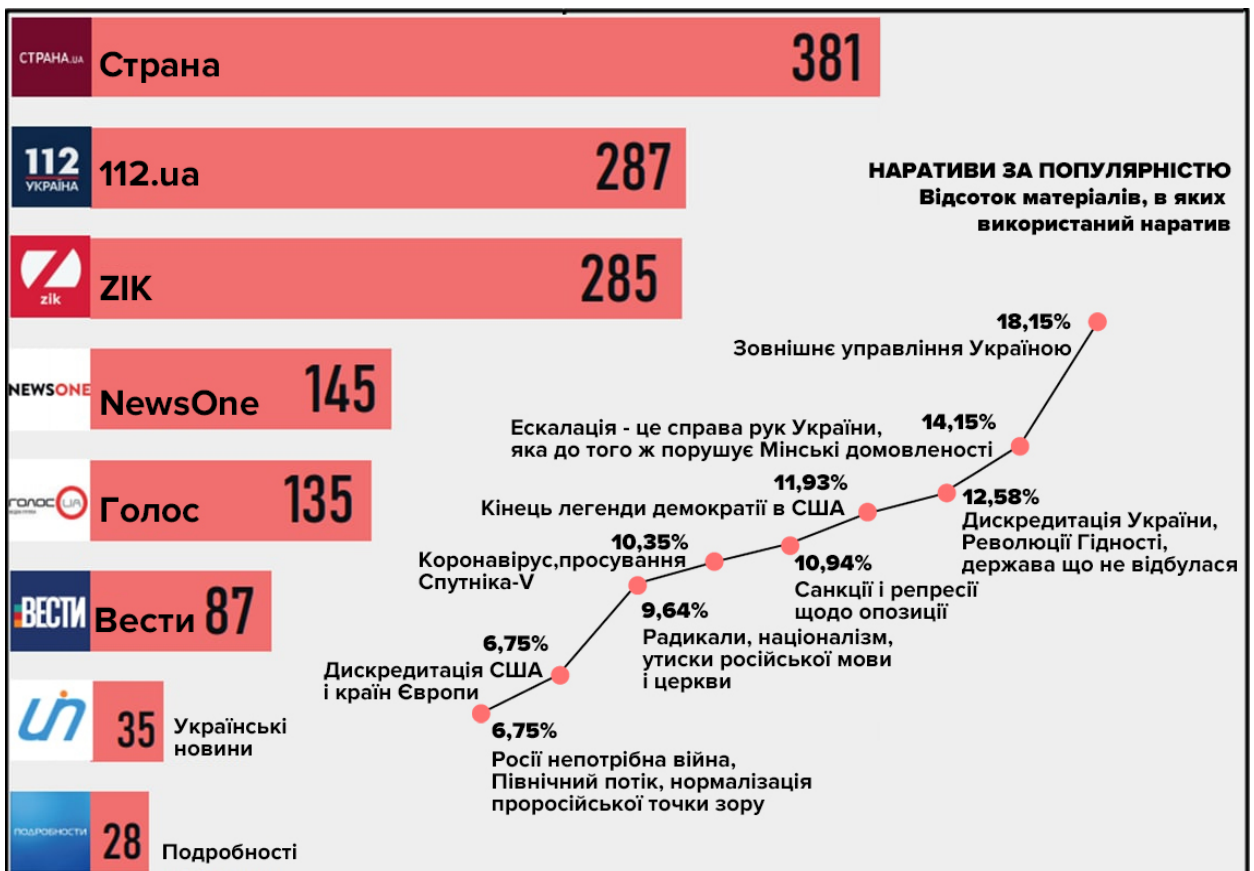 СТРАНА.UA
Страна
381
112
УКРАЇНА
112.ua
287
zik
ZIK
285
NEWSONE
NewsOne
145
ГОЛОС UA
Голос
135
ВЕСТИ
Вести
87
35
Українські
новини
ПОДРОБНОСТИ
28
Подробності
НАРАТИВИ ЗА ПОПУЛЯРНІСТЮ
Відсоток матеріалів, в яких
використаний наратив
18,15%
Зовнішнє управління Україною
14,15%
Ескалація - це справа рук України,
яка до того ж порушує Мінські домовленості
12,58%
Дискредитація України,
Революції Гідності,
держава що не відбулася
11,93%
Кінець легенди демократії в США
10,94%
Санкції і репресії
щодо опозиції
10,35%
Коронавірус,просування
Спутніка-V
9,64%
Радикали, націоналізм,
утиски російської мови
і церкви
6,75%
Дискредитація США
і країн Європи
6,75%
Росії непотрібна війна,
Північний потік, нормалізація
проросійської точки зору